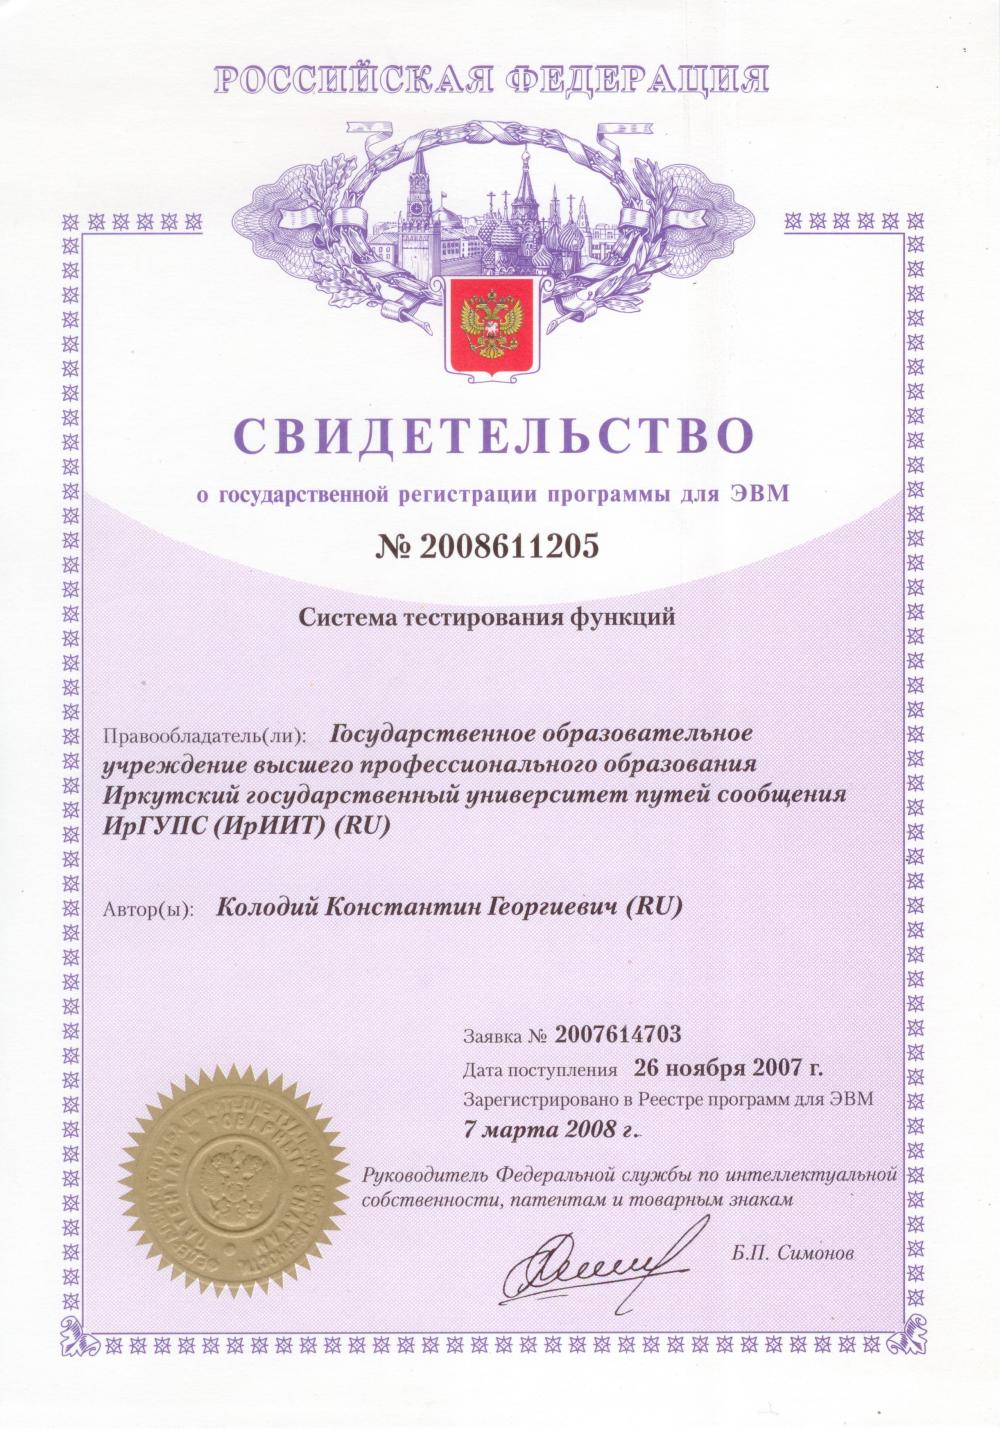 РОССИЙСКАЯ ФЕДЕРАЦИЯ
СВИДЕТЕЛЬСТВО
о государственной регистрации программы для ЭВМ
№ 2008611205
Система тестирования функций
Правообладатель(ли): Государственное образовательное
учреждение высшего профессионального образования
Иркутский государственный университет путей сообщения
ИрГУПС (ИрИИТ) (RU)
Автор(ы): Колодий Константин Георгиевич (RU)
Заявка № 2007614703
Дата поступления 26 ноября 2007 г.
Зарегистрировано в Реестре программ для ЭВМ
7 марта 2008 г.
Руководитель Федеральной службы по интеллектуальной
собственности, патентам и товарным знакам
Б.П. Симонов